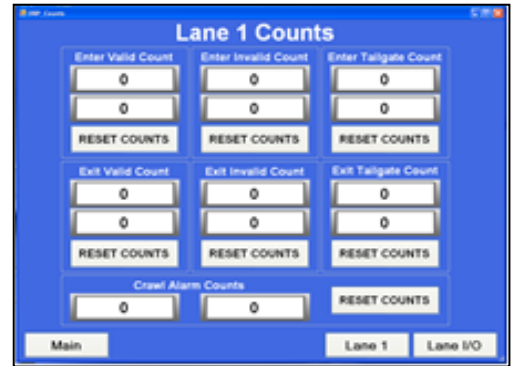 Lane 1 Counts
Enter Valid Count Enter Invalid Count Enter Tailgate Count
0 0 0
0 0 0
RESET COUNTS RESET COUNTS RESET COUNTS
Exit Valid Count Exit Invalid Count Exit Tailgate Count
0 0 0
0 0 0
RESET COUNTS RESET COUNTS RESET COUNTS
Crawl Alarm Counts
0 0 RESET COUNTS
Main Lane 1 Lane I/O